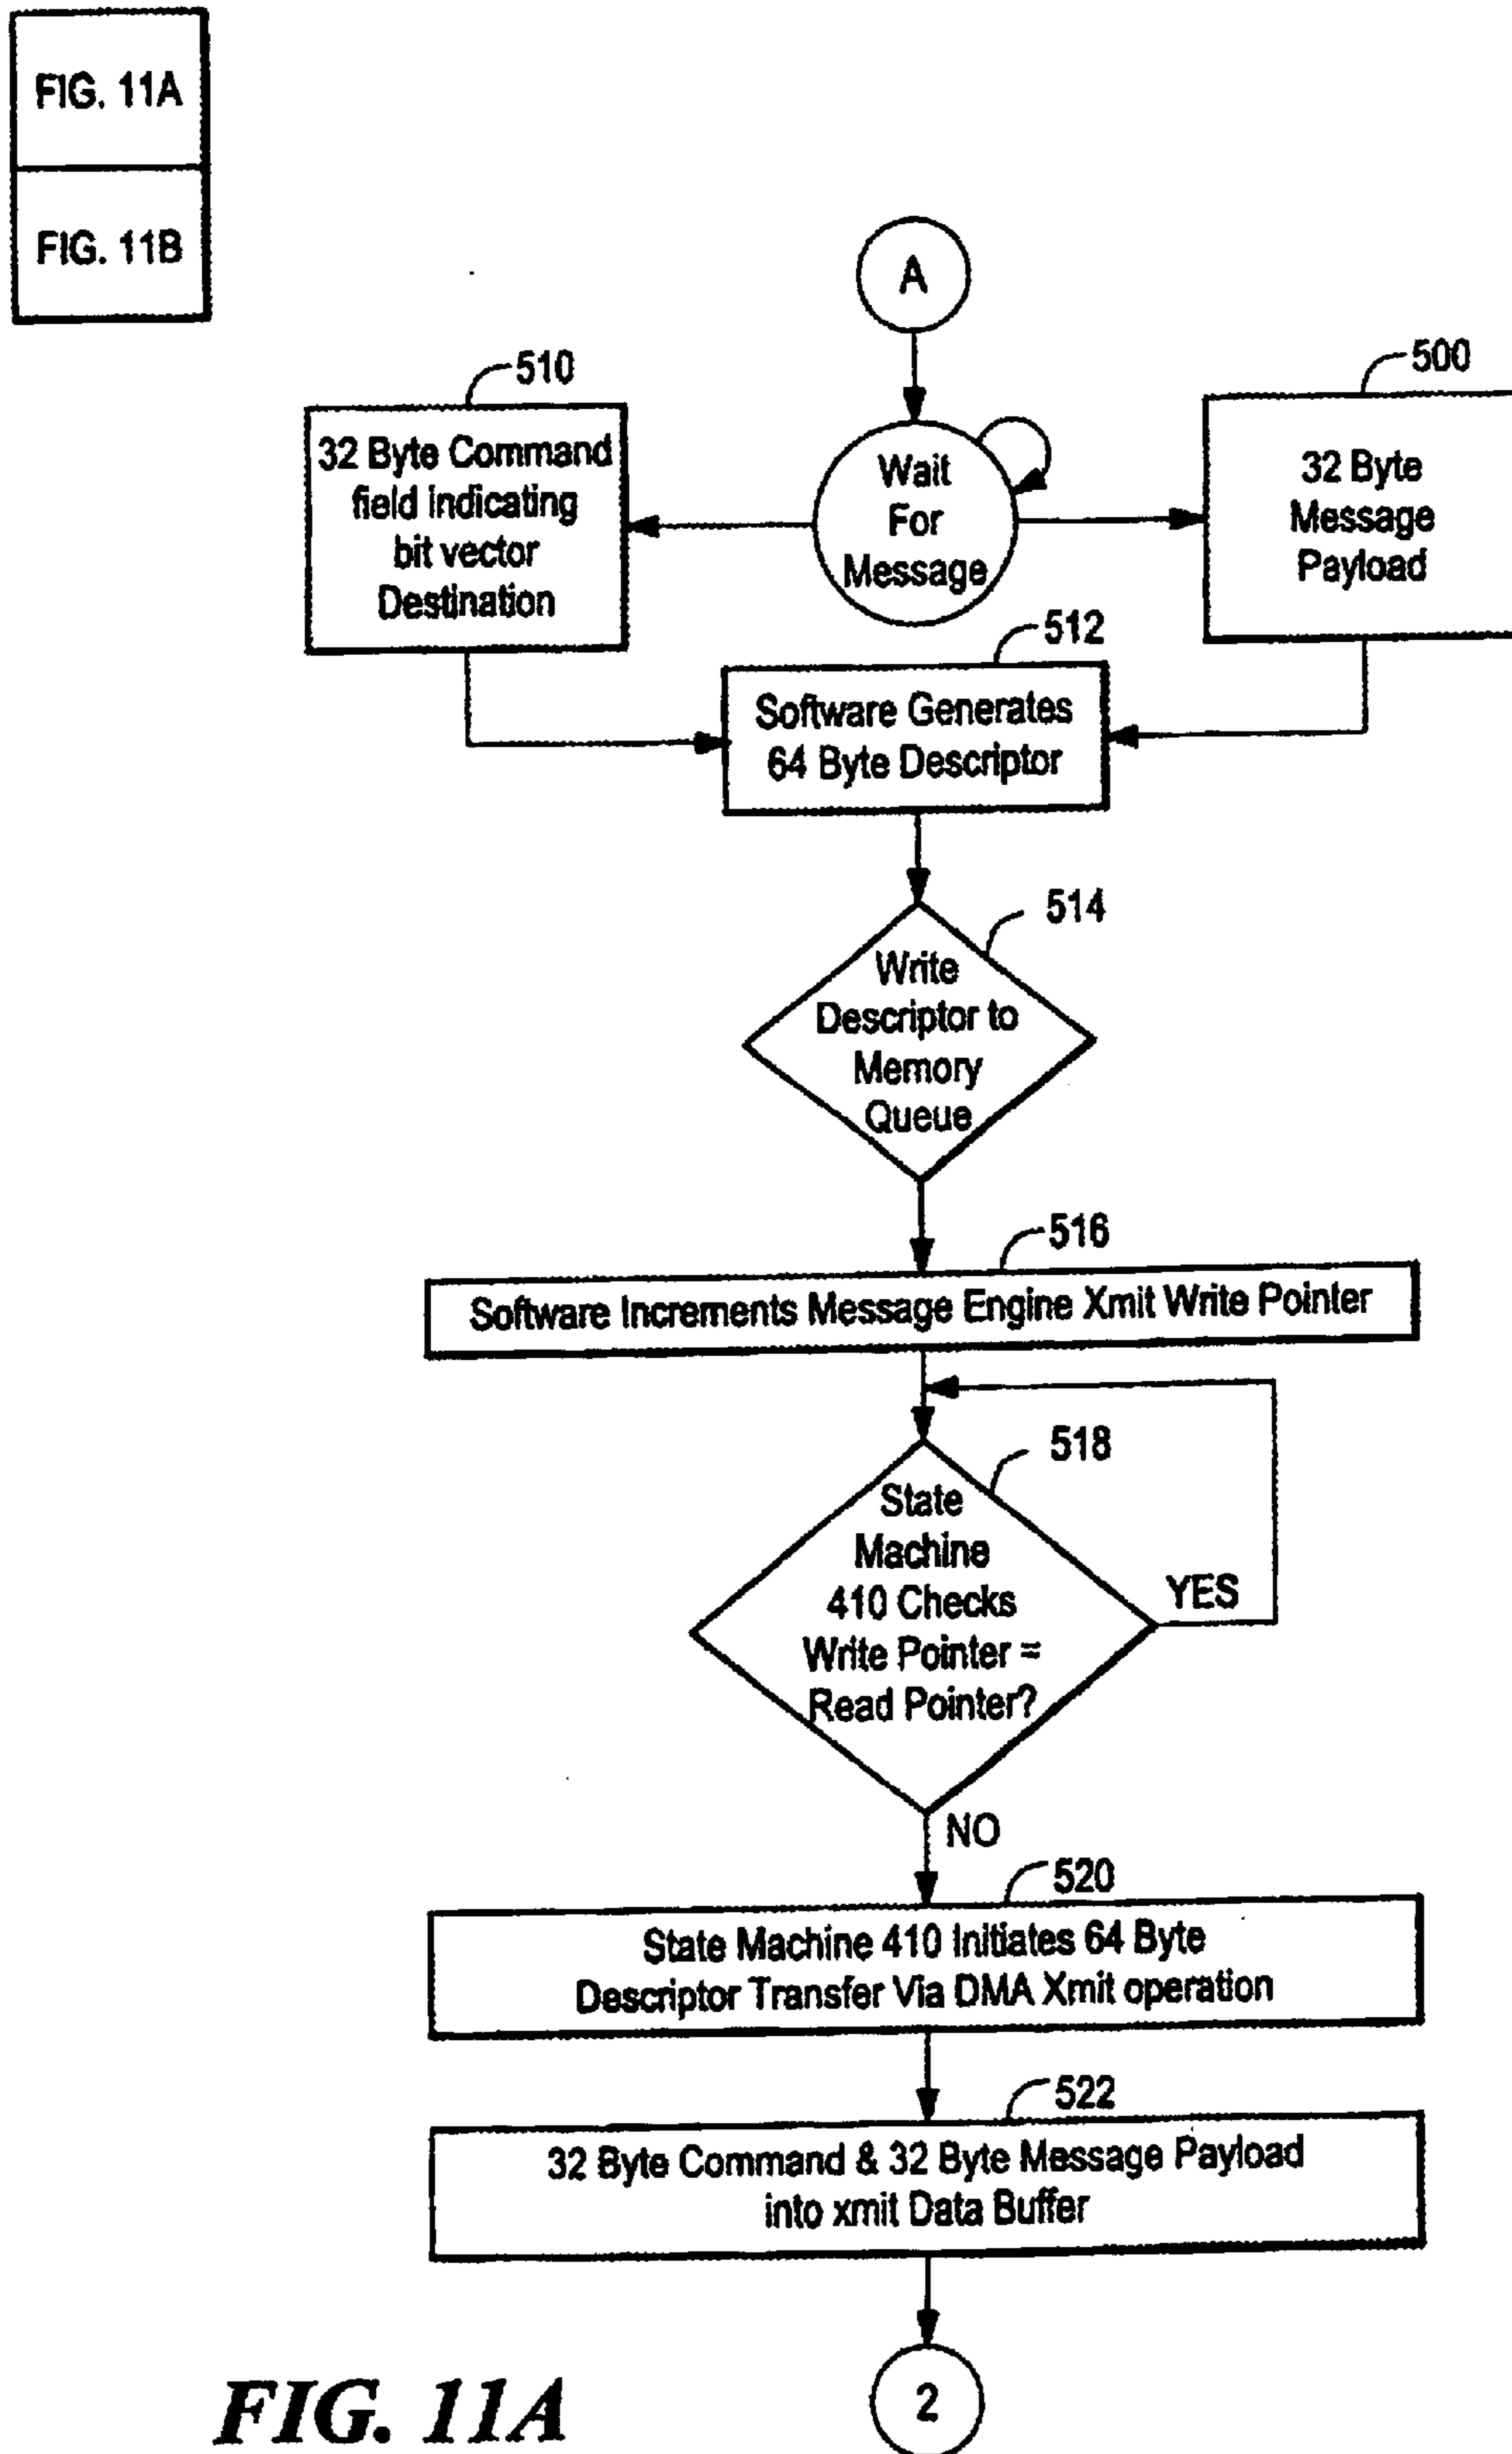 FIG. 11A
FIG. 11B
A
510
500
32 Byte Command
field indicating
bit vector
Destination
Wait
For
Message
32 Byte
Message
Payload
512
Software Generates
64 Byte Descriptor
514
Write
Descriptor to
Memory
Queue
516
Software Increments Message Engine Xmit Write Pointer
518
State
Machine
410 Checks
Write Pointer =
Read Pointer?
YES
NO
520
State Machine 410 Initiates 64 Byte
Descriptor Transfer Via DMA Xmit operation
522
32 Byte Command & 32 Byte Message Payload
into xmit Data Buffer
2
FIG. 11A